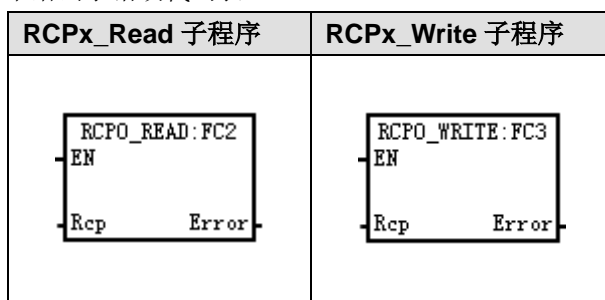 RCPx_Read 子程序
RCPx_Write 子程序
RCP0_READ:FC2
EN
Rcp Error
RCP0_WRITE:FC3
EN
Rcp Error